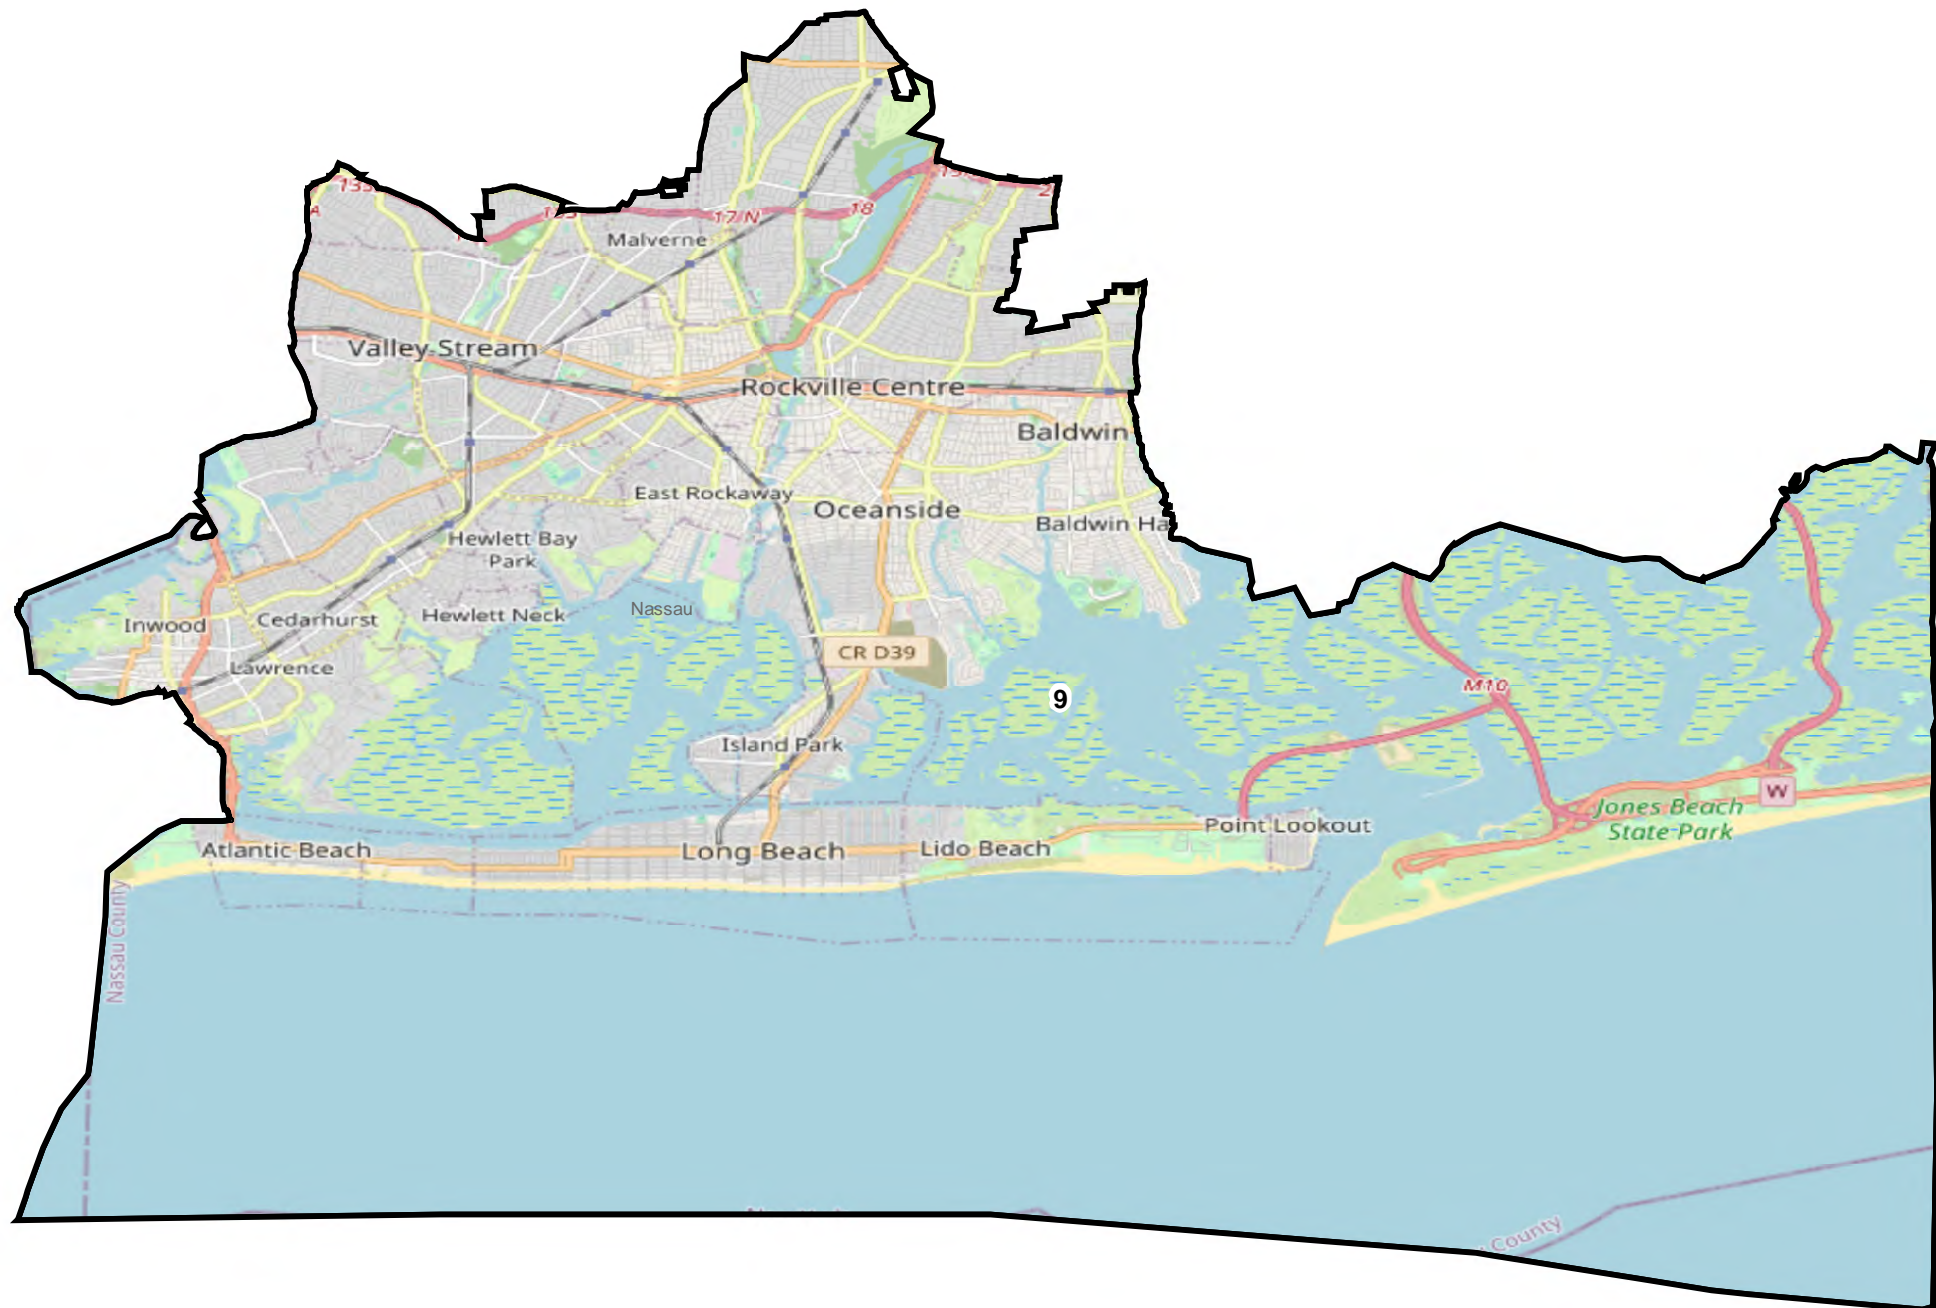 135
A
17 N
18
Malverne
Valley Stream
Rockville Centre
Baldwin
East Rockaway
Oceanside
Baldwin Ha
Hewlett Bay
Park
Nassau
Inwood
Cedarhurst
Hewlett Neck
CR D39
Lawrence
9
M10
Island Park
W
Jones Beach
State Park
Point Lookout
Atlantic Beach
Long Beach
Lido Beach
Nassau County
County